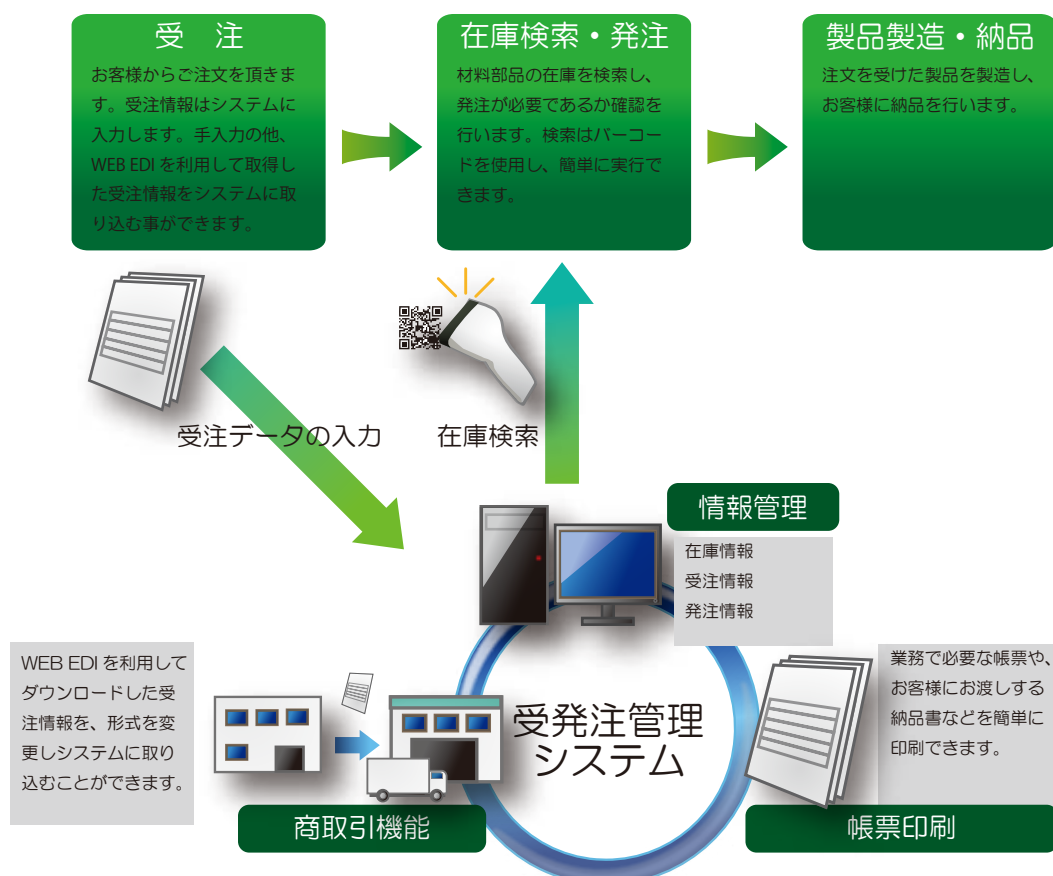 受　注
お客様からご注文を頂きま
す。受注情報はシステムに
入力します。手入力の他、
WEB EDI を利用して取得し
た受注情報をシステムに取
り込む事ができます。
在庫検索・発注
材料部品の在庫を検索し、
発注が必要であるか確認を
行います。検索はバーコー
ドを使用し、簡単に実行で
きます。
製品製造・納品
注文を受けた製品を製造し、
お客様に納品を行います。
受注データの入力
在庫検索
情報管理
在庫情報
受注情報
発注情報
WEB EDI を利用して
ダウンロードした受
注情報を、形式を変
更しシステムに取り
込むことができます。
商取引機能
受発注管理
システム
業務で必要な帳票や、
お客様にお渡しする
納品書などを簡単に
印刷できます。
帳票印刷